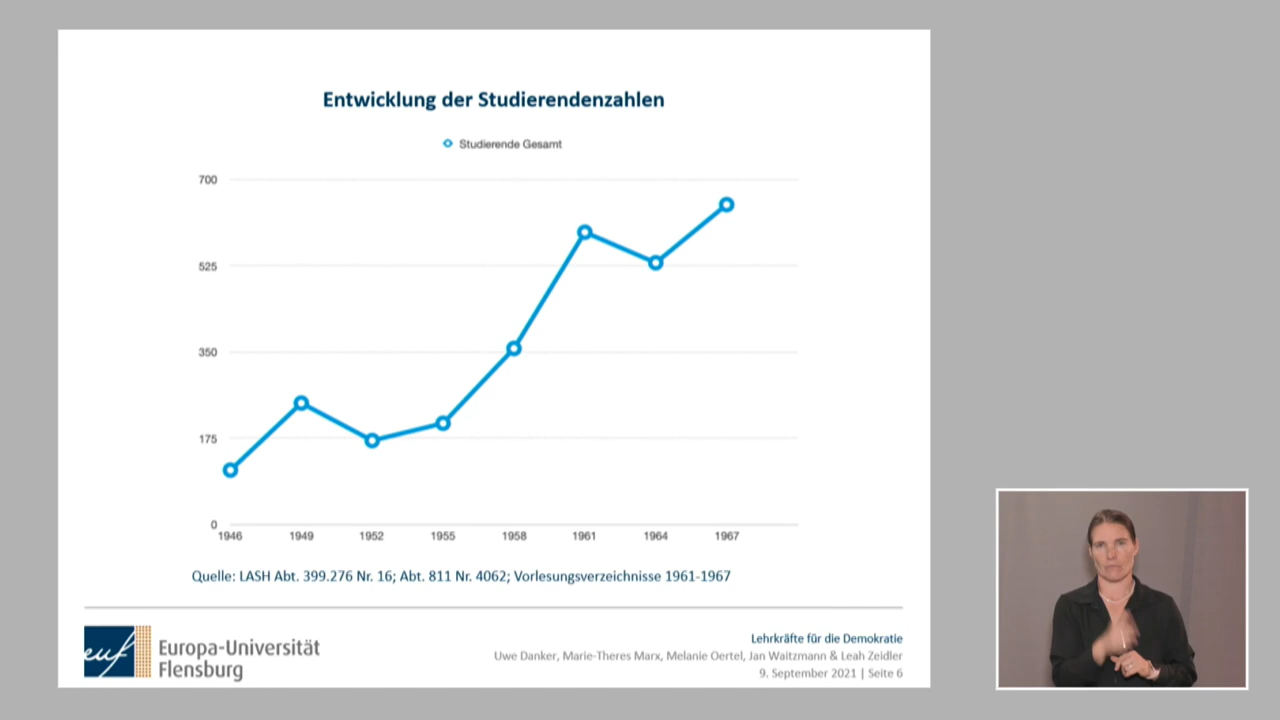 Entwicklung der Studierendenzahlen
Studierende Gesamt
700
525
350
175
0
1946 1949 1952 1955 1958 1961 1964 1967
Quelle: LASH Abt. 399.276 Nr. 16; Abt. 811 Nr. 4062; Vorlesungsverzeichnisse 1961-1967
euf
Europa-Universität
Flensburg
Lehrkräfte für die Demokratie
Uwe Danker, Marie-Theres Marx, Melanie Oertel, Jan Waitzmann & Leah Zeidler
9. September 2021 | Seite 6